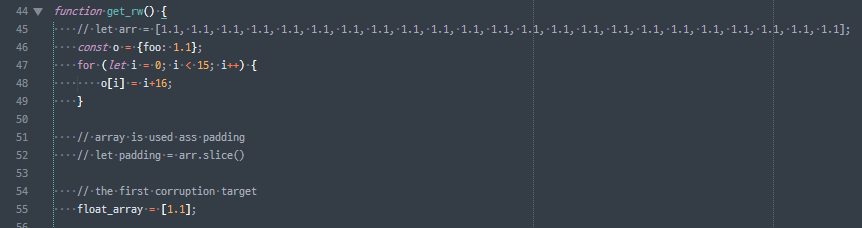 44 function get_rw() {
45 // let arr = [1.1, 1.1, 1.1, 1.1, 1.1, 1.1, 1.1, 1.1, 1.1, 1.1, 1.1, 1.1, 1.1, 1.1, 1.1, 1.1, 1.1, 1.1, 1.1, 1.1, 1.1, 1.1, 1.1];
46 const o = {foo: 1.1};
47 for (let i = 0; i < 15; i++) {
48 o[i] = i+16;
49 }
50
51 // array is used ass padding
52 // let padding = arr.slice()
53
54 // the first corruption target
55 float_array = [1.1];
56